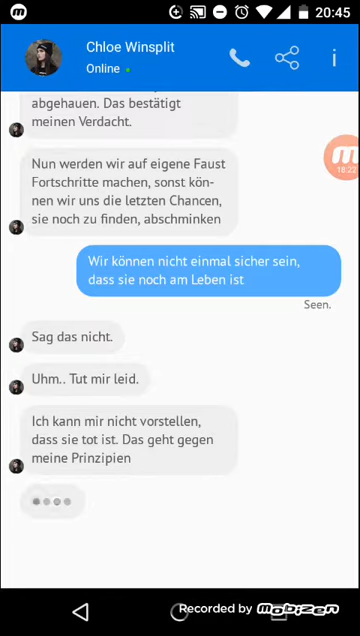 20:45
Chloe Winsplit
Online
abgehauen. Das bestätigt
meinen Verdacht.
18:22
Nun werden wir auf eigene Faust
Fortschritte machen, sonst kön-
nen wir uns die letzten Chancen,
sie noch zu finden, abschminken
Wir können nicht einmal sicher sein,
dass sie noch am Leben ist
Seen.
Sag das nicht.
Uhm.. Tut mir leid.
Ich kann mir nicht vorstellen,
dass sie tot ist. Das geht gegen
meine Prinzipien
Recorded by mobizen